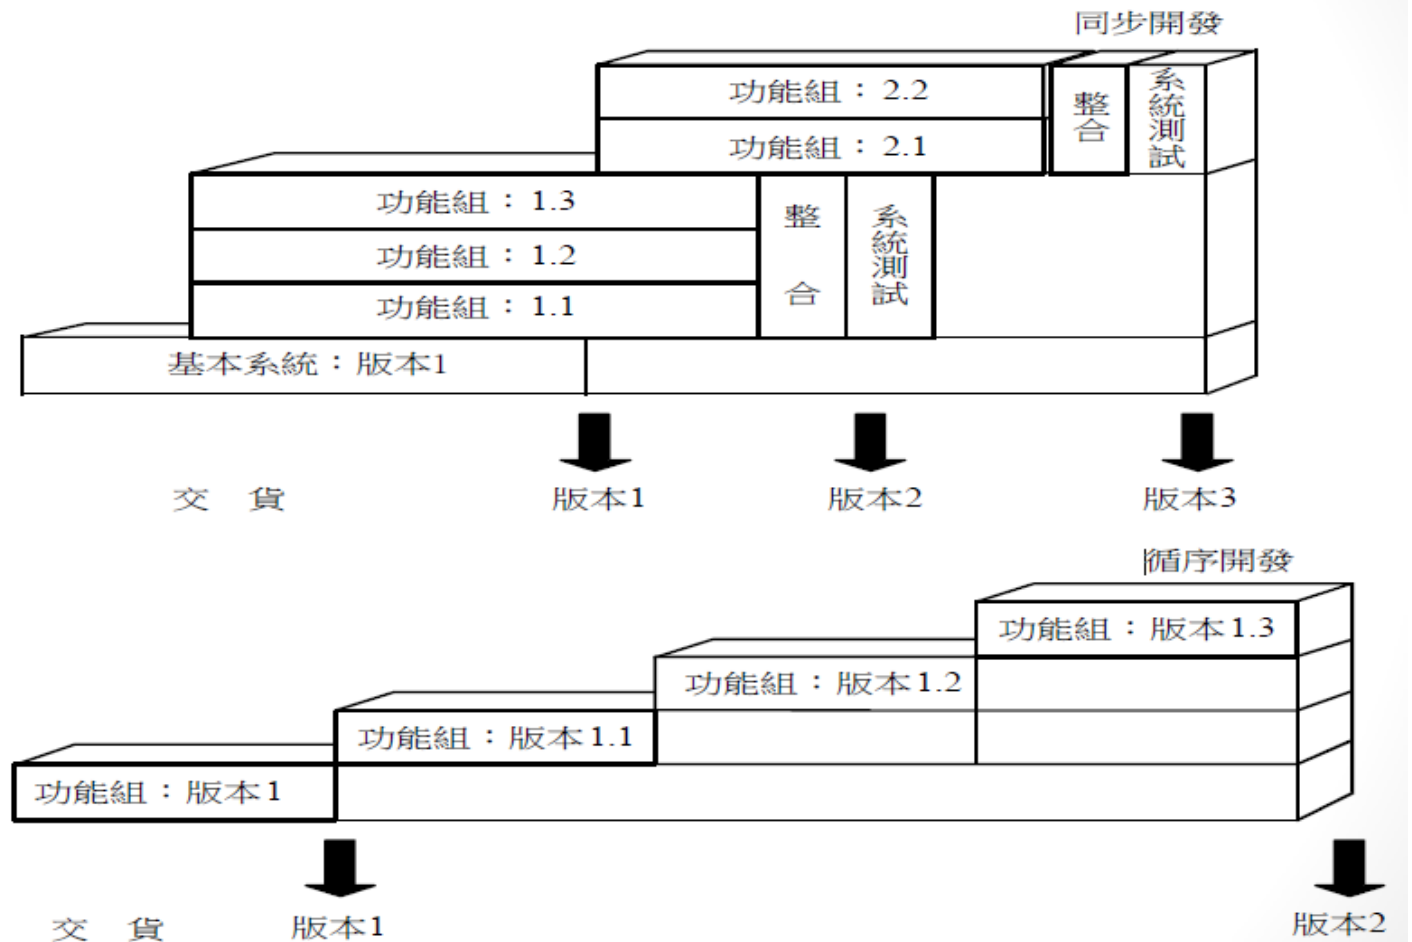 同步開發
功能組：2.2
功能組：2.1
整合
系統測試
功能組：1.3
功能組：1.2
功能組：1.1
整合
系統測試
基本系統：版本1
交 貨
版本1
版本2
版本3
循序開發
功能組：版本1.3
功能組：版本1.2
功能組：版本1.1
功能組：版本1
交 貨
版本1
版本2